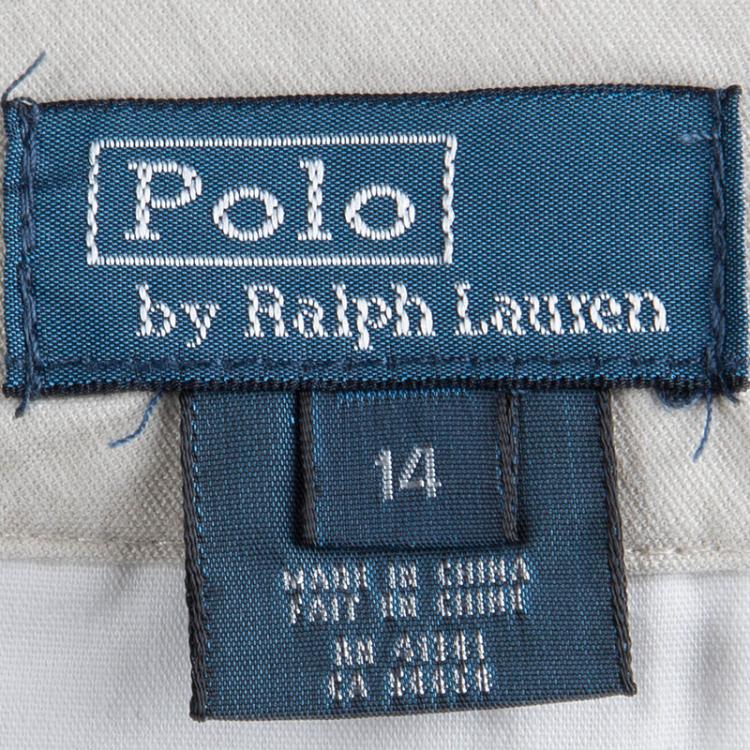 Polo
by Ralph Lauren
14
MADE IN CHINA
FAIT EN CHINE
RN
CA